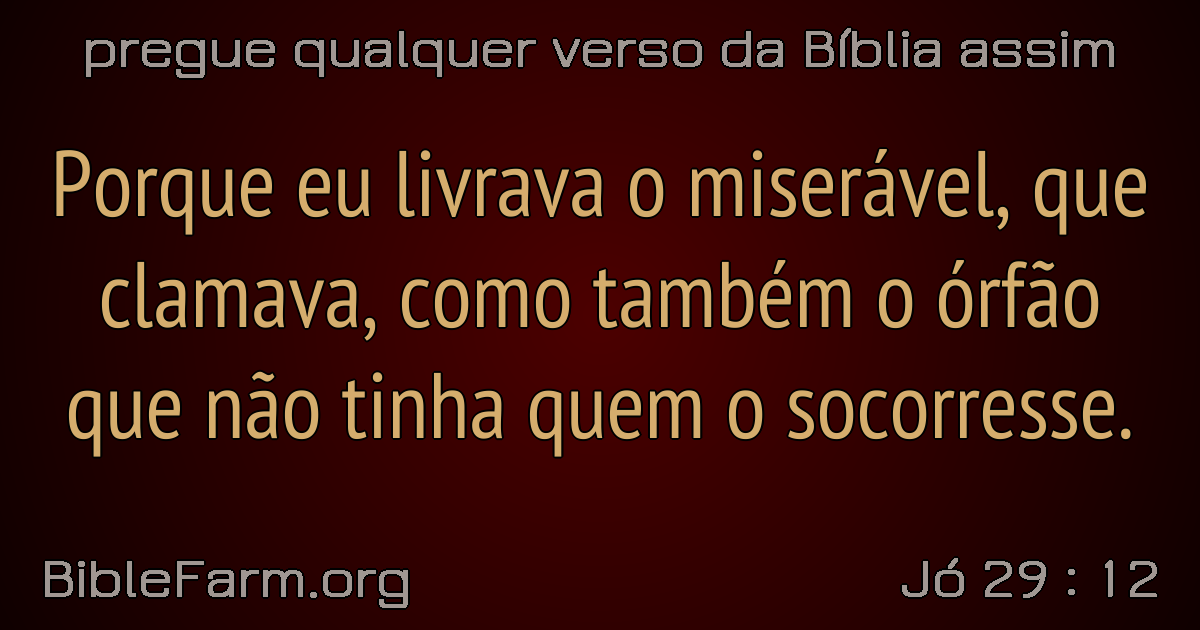 pregue qualquer verso da Bíblia assim
Porque eu livrava o miserável, que
clamava, como também o órfão
que não tinha quem o socorresse.
BibleFarm.org
Jó 29 : 12